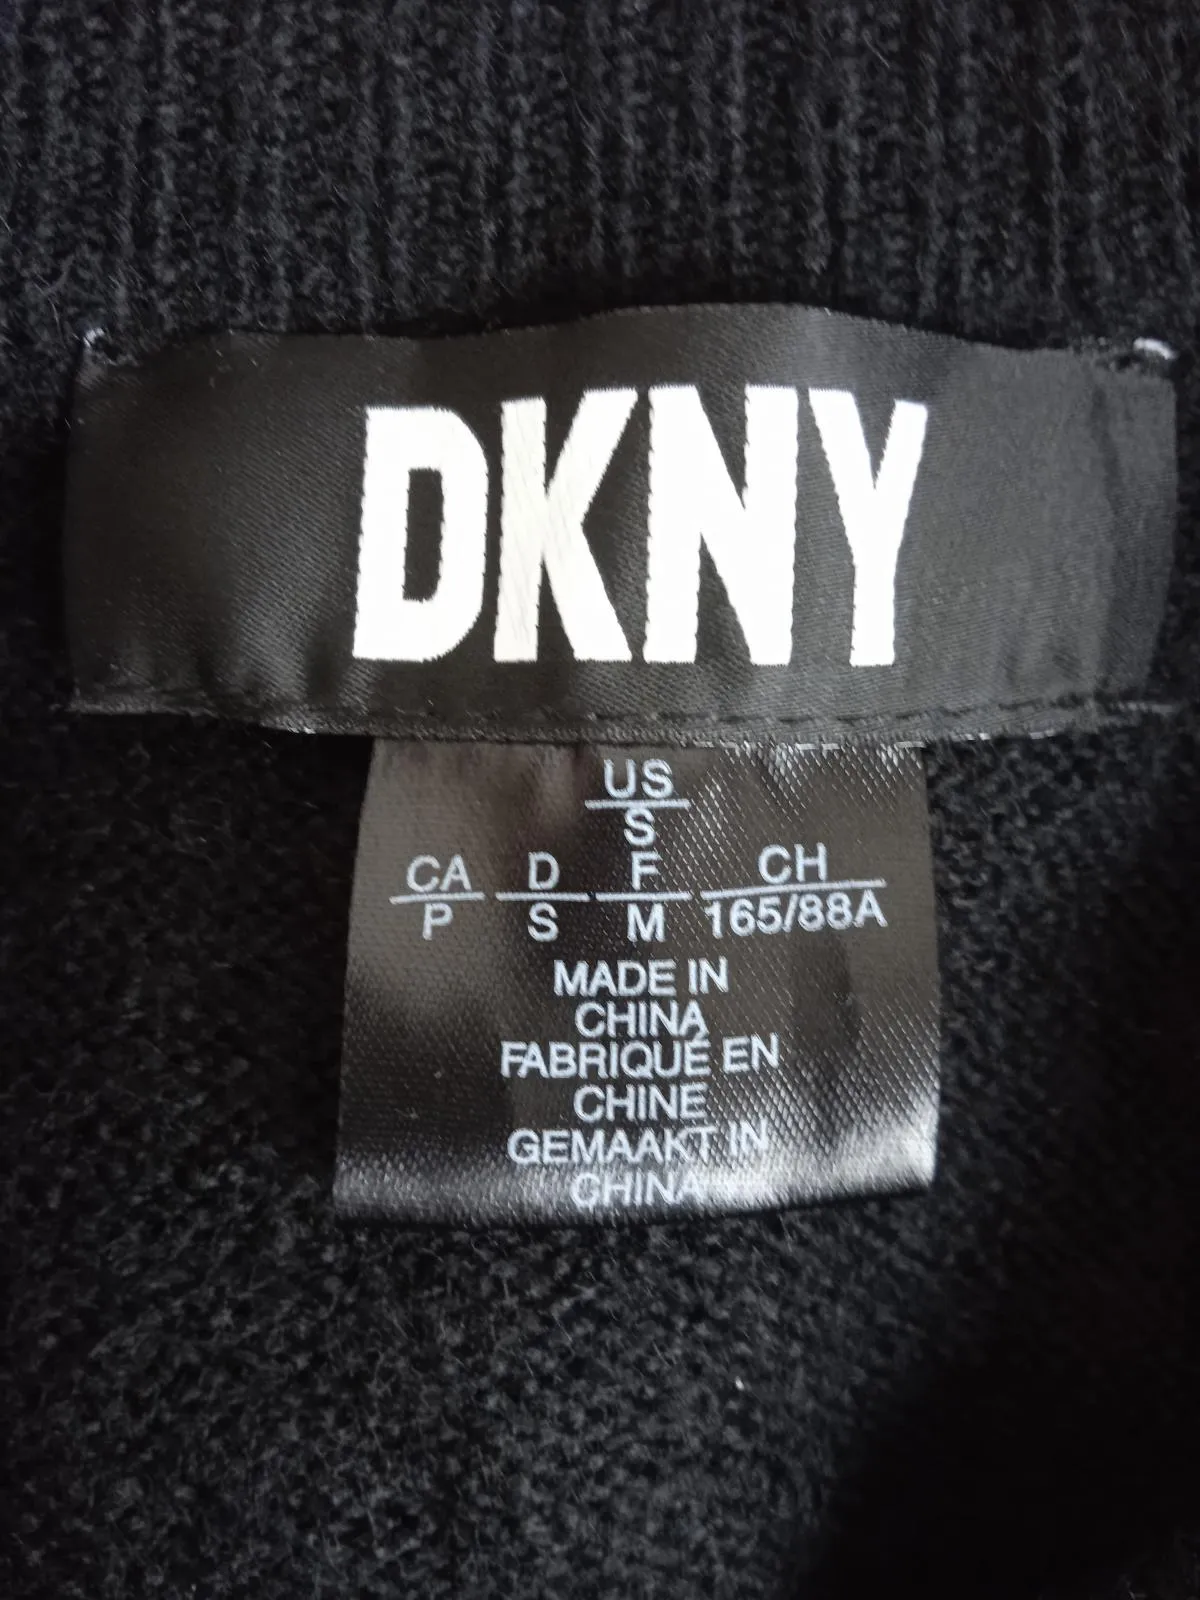 DKNY
US
S
CA D F CH
P S M 165/88A
MADE IN
CHINA
FABRIQUÉ EN
CHINE
GEMAAKT IN
CHINA